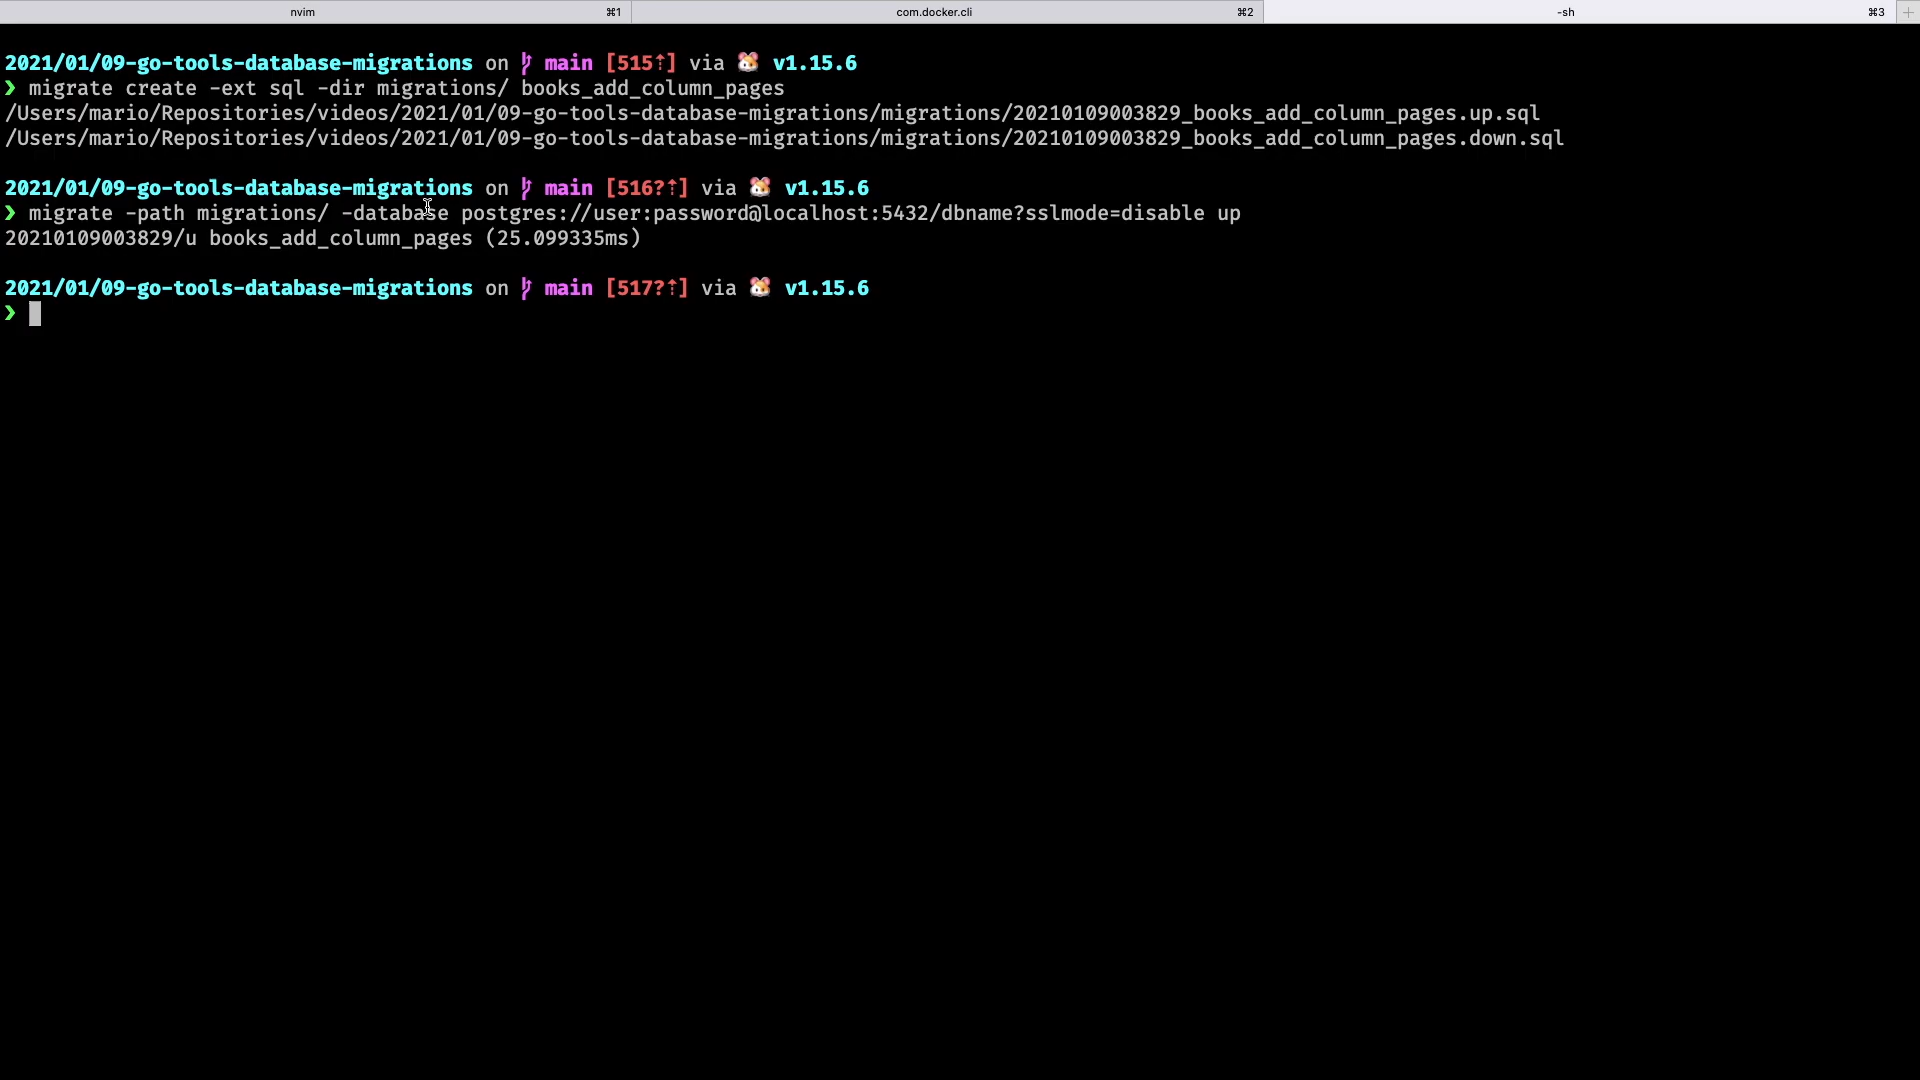 nvim ⌘1 com.docker.cli ⌘2 -sh ⌘3 +
2021/01/09-go-tools-database-migrations on main [515⇡] via 🐹 v1.15.6
❯ migrate create -ext sql -dir migrations/ books_add_column_pages
/Users/mario/Repositories/videos/2021/01/09-go-tools-database-migrations/migrations/20210109003829_books_add_column_pages.up.sql
/Users/mario/Repositories/videos/2021/01/09-go-tools-database-migrations/migrations/20210109003829_books_add_column_pages.down.sql
2021/01/09-go-tools-database-migrations on main [516?⇡] via 🐹 v1.15.6
❯ migrate -path migrations/ -database postgres://user:password@localhost:5432/dbname?sslmode=disable up
20210109003829/u books_add_column_pages (25.099335ms)
2021/01/09-go-tools-database-migrations on main [517?⇡] via 🐹 v1.15.6
❯